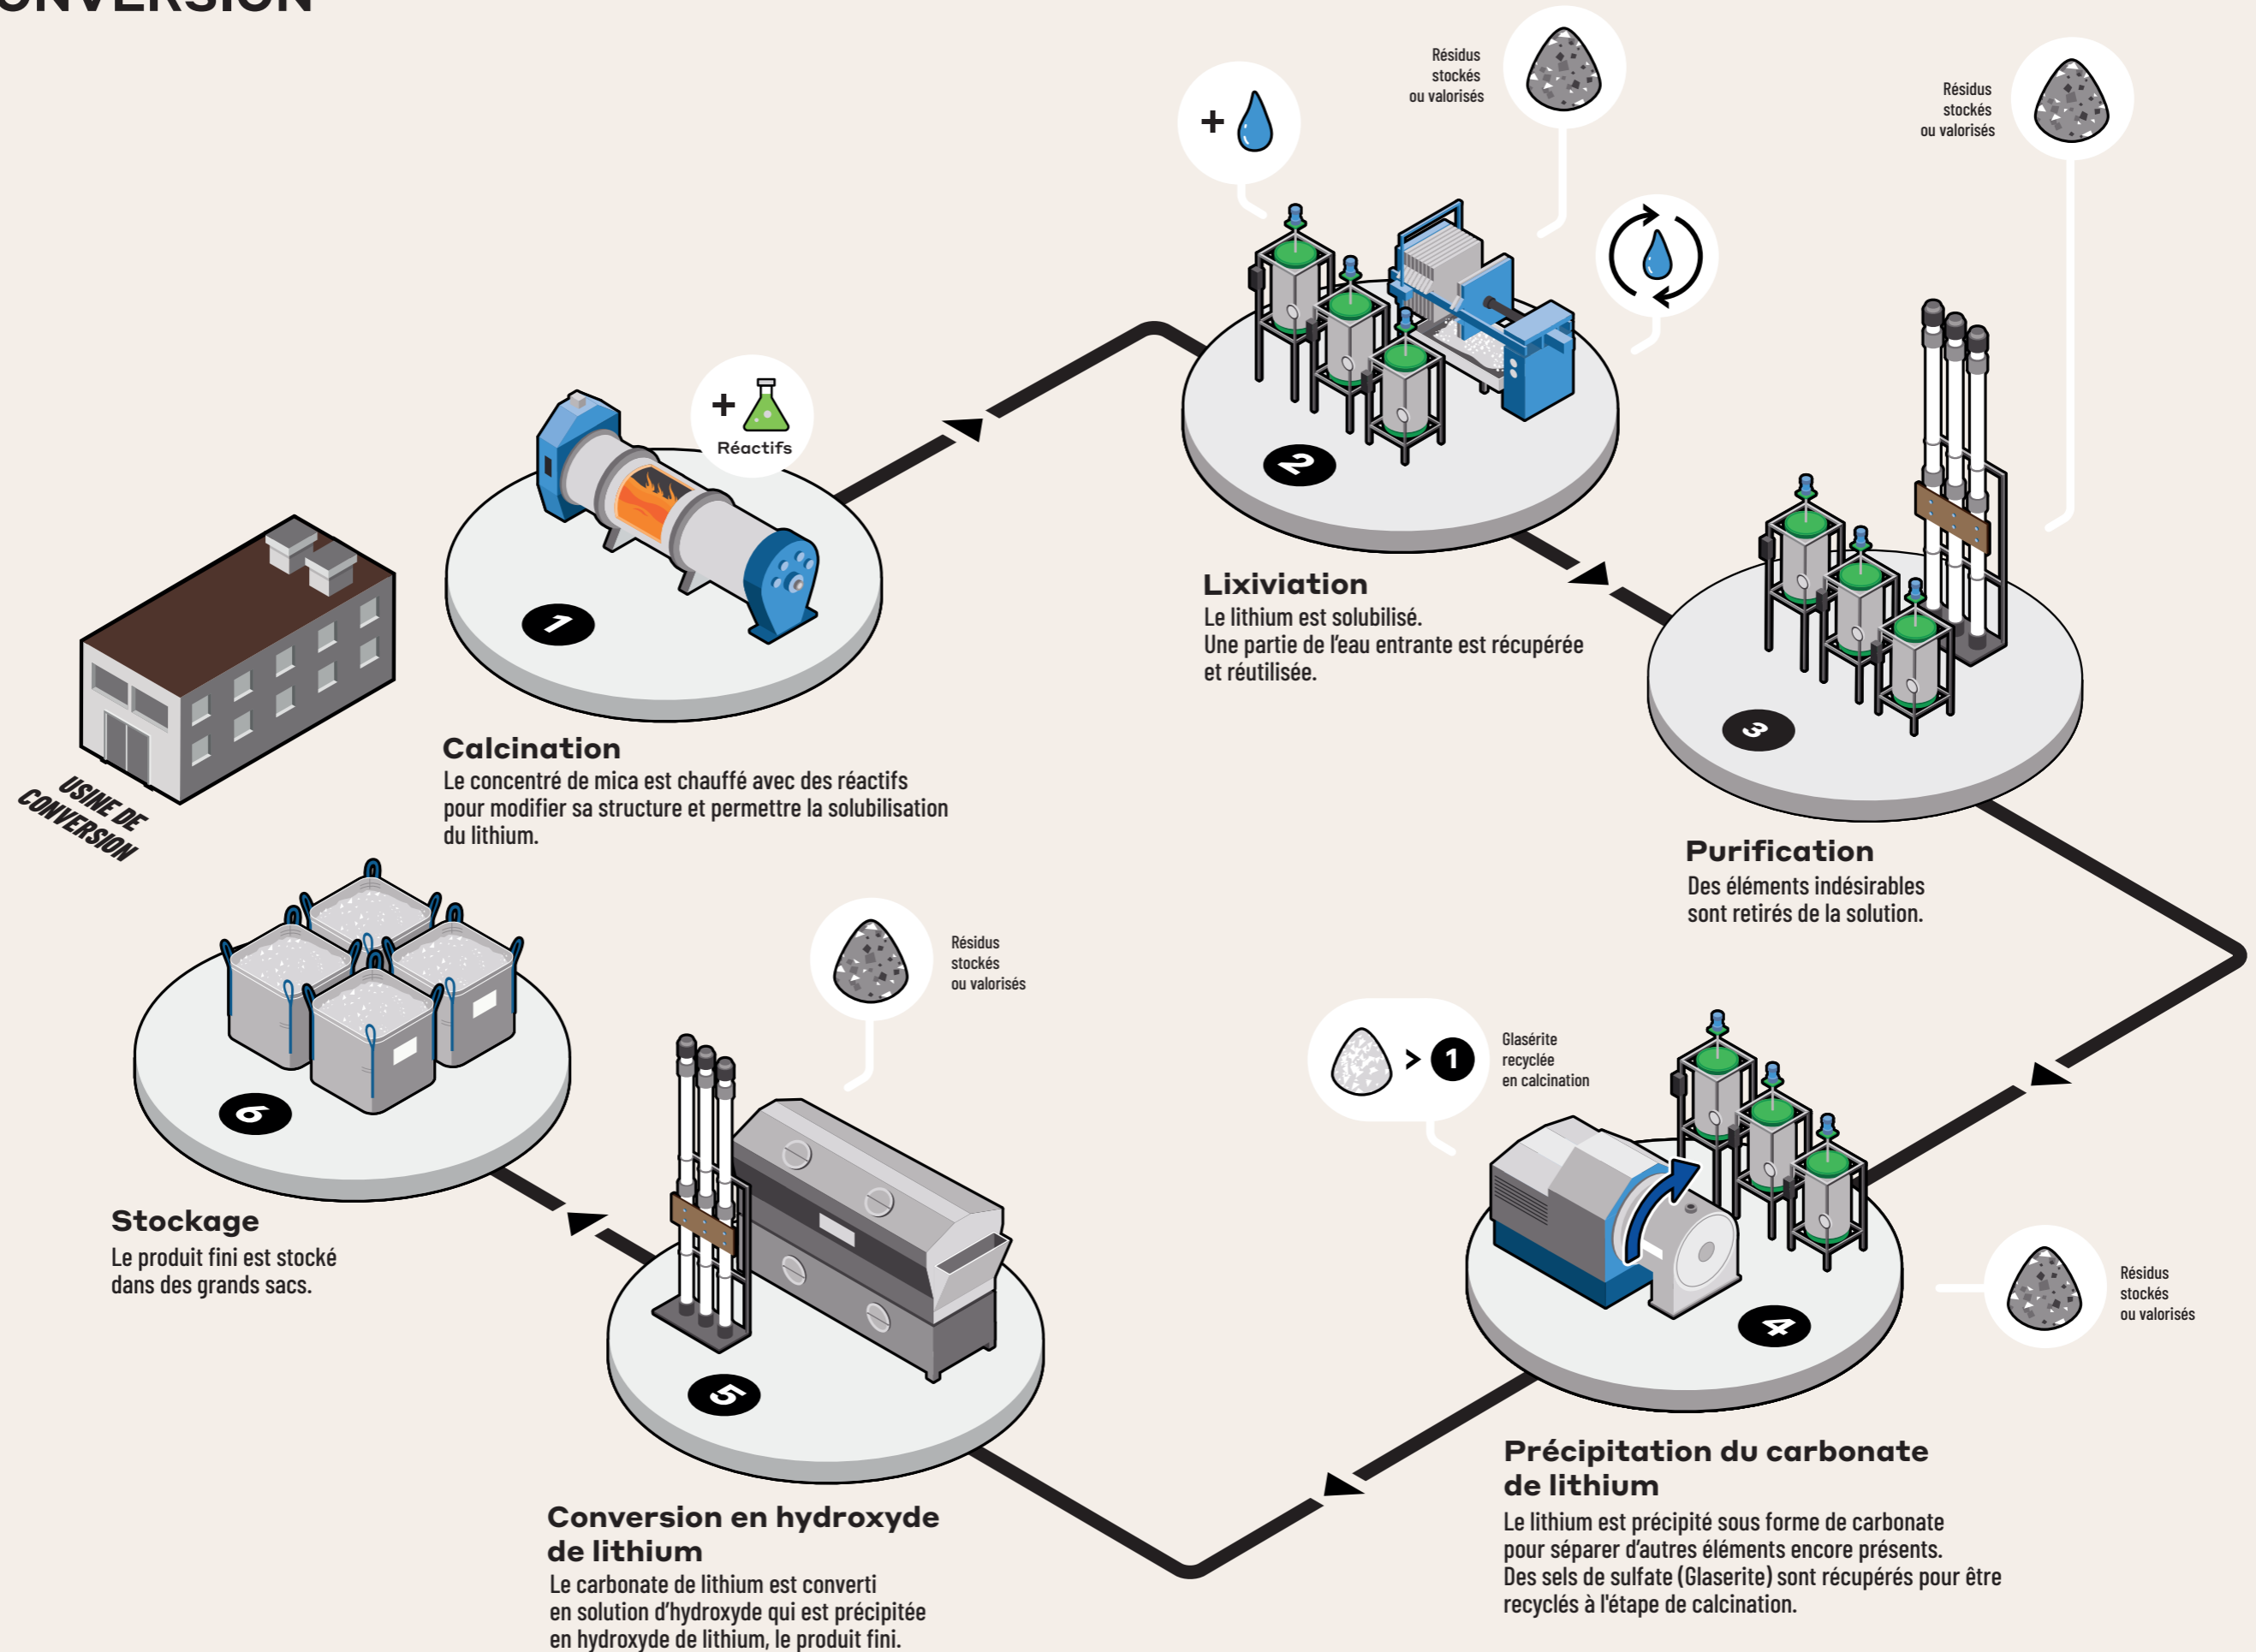 ONVERSION
USINE DE
CONVERSION
+
Réactifs
1
Calcination
Le concentré de mica est chauffé avec des réactifs
pour modifier sa structure et permettre la solubilisation
du lithium.
+
Résidus
stockés
ou valorisés
2
Lixiviation
Le lithium est solubilisé.
Une partie de l'eau entrante est récupérée
et réutilisée.
Résidus
stockés
ou valorisés
3
Purification
Des éléments indésirables
sont retirés de la solution.
> 1
Glasérite
recyclée
en calcination
Résidus
stockés
ou valorisés
4
Précipitation du carbonate
de lithium
Le lithium est précipité sous forme de carbonate
pour séparer d'autres éléments encore présents.
Des sels de sulfate (Glaserite) sont récupérés pour être
recyclés à l'étape de calcination.
Résidus
stockés
ou valorisés
5
Conversion en hydroxyde
de lithium
Le carbonate de lithium est converti
en solution d'hydroxyde qui est précipitée
en hydroxyde de lithium, le produit fini.
6
Stockage
Le produit fini est stocké
dans des grands sacs.